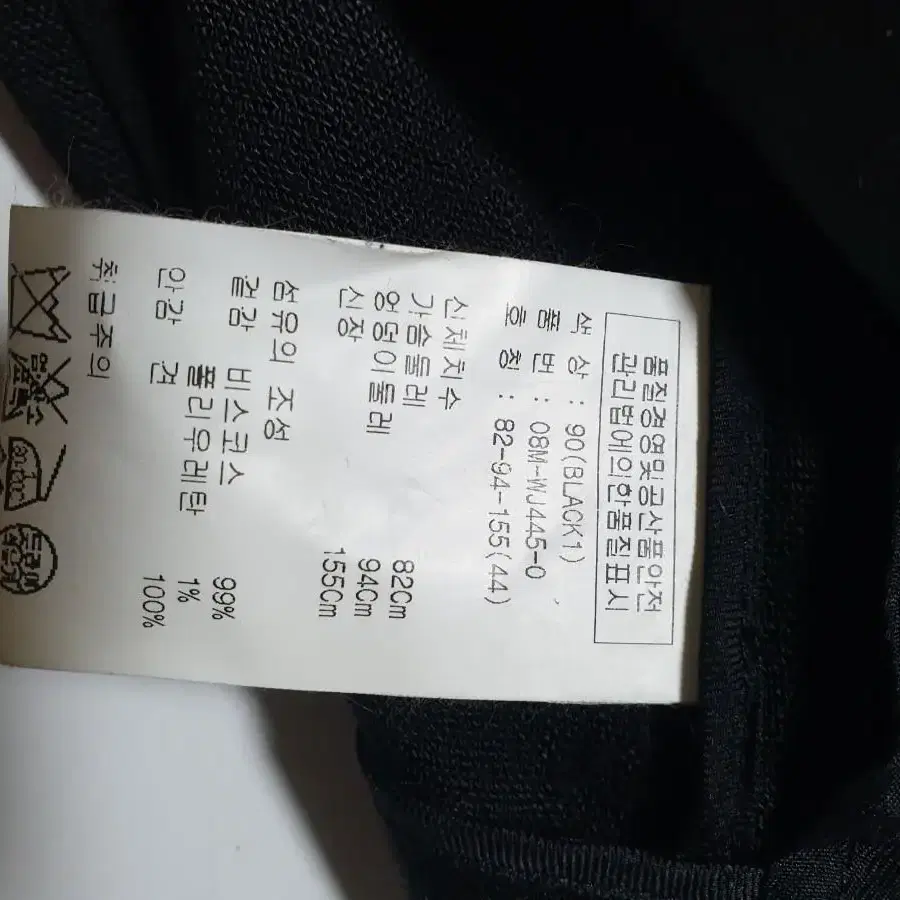 품질경영및공산품안전
관리법에의한품질표시
색 상 : 90(BLACK1)
품 번 : 08M-WJ445-0
호 칭 : 82-94-155(44)
신체치수
가슴둘레 82Cm
엉덩이둘레 94Cm
신장 155Cm
섬유의 조성
겉감 비스코스 99%
폴리우레탄 1%
안감 견 100%
취급주의